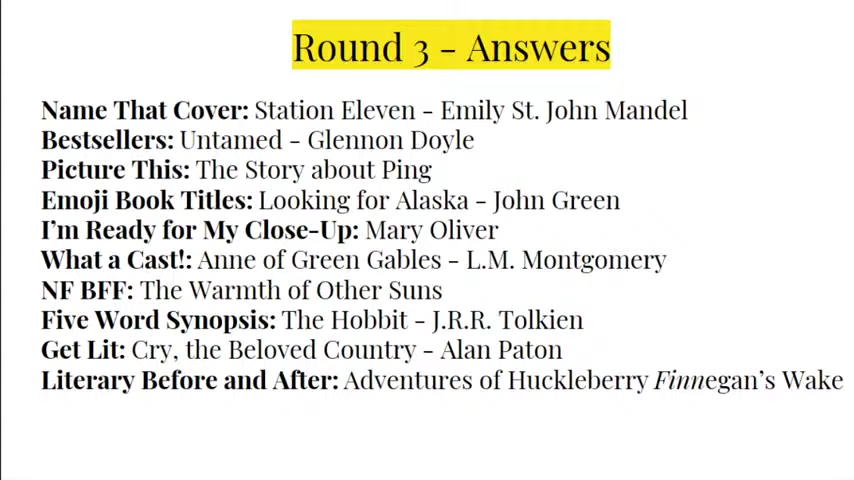 Round 3 - Answers
Name That Cover: Station Eleven - Emily St. John Mandel
Bestsellers: Untamed - Glennon Doyle
Picture This: The Story about Ping
Emoji Book Titles: Looking for Alaska - John Green
I'm Ready for My Close-Up: Mary Oliver
What a Cast!: Anne of Green Gables - L.M. Montgomery
NF BFF: The Warmth of Other Suns
Five Word Synopsis: The Hobbit - J.R.R. Tolkien
Get Lit: Cry, the Beloved Country - Alan Paton
Literary Before and After: Adventures of Huckleberry Finnegan's Wake